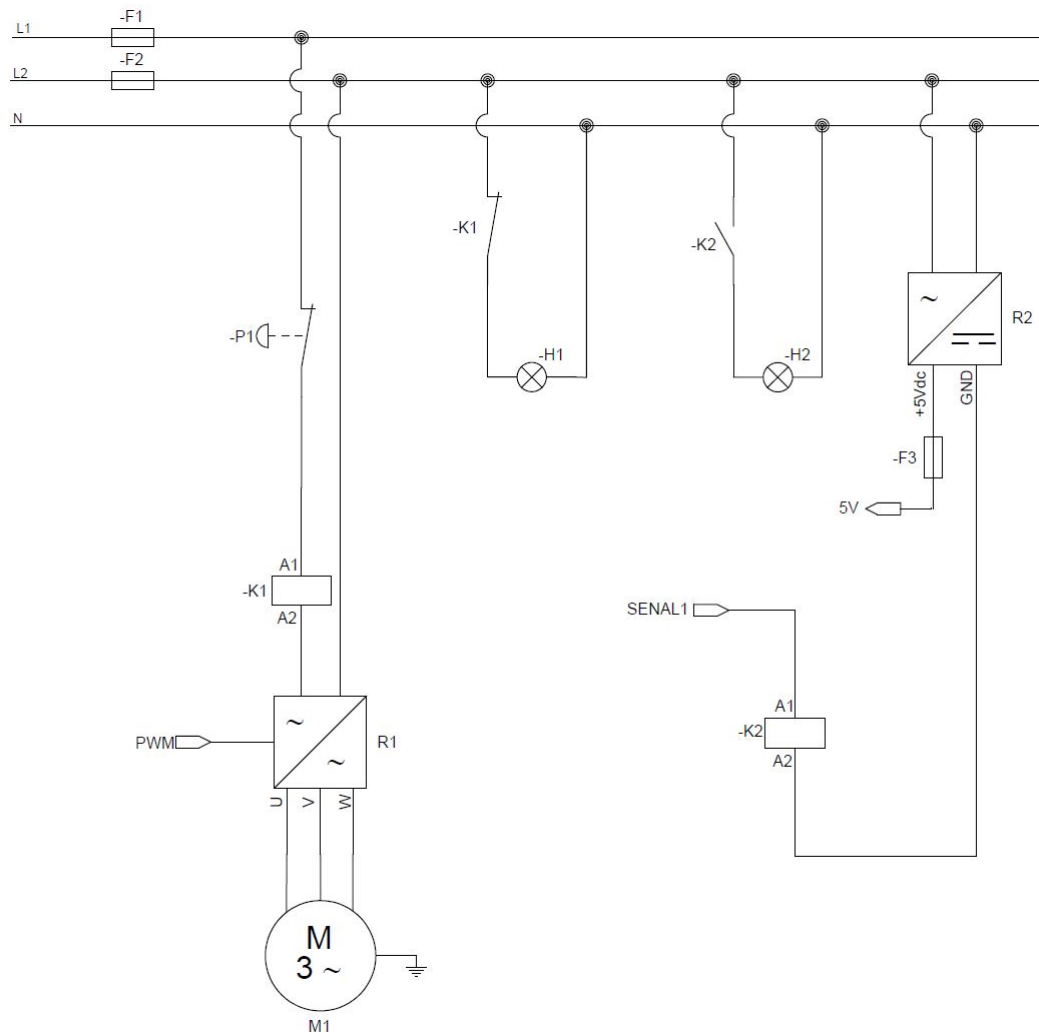 -F1
L1
-F2
L2
N
-K1
-K2
~
R2
-P1
-H1
-H2
+5Vdc
GND
-F3
5V
A1
-K1
A2
SENAL1
A1
-K2
A2
~
PWM
R1
~
U
V
W
M
3 ~
M1